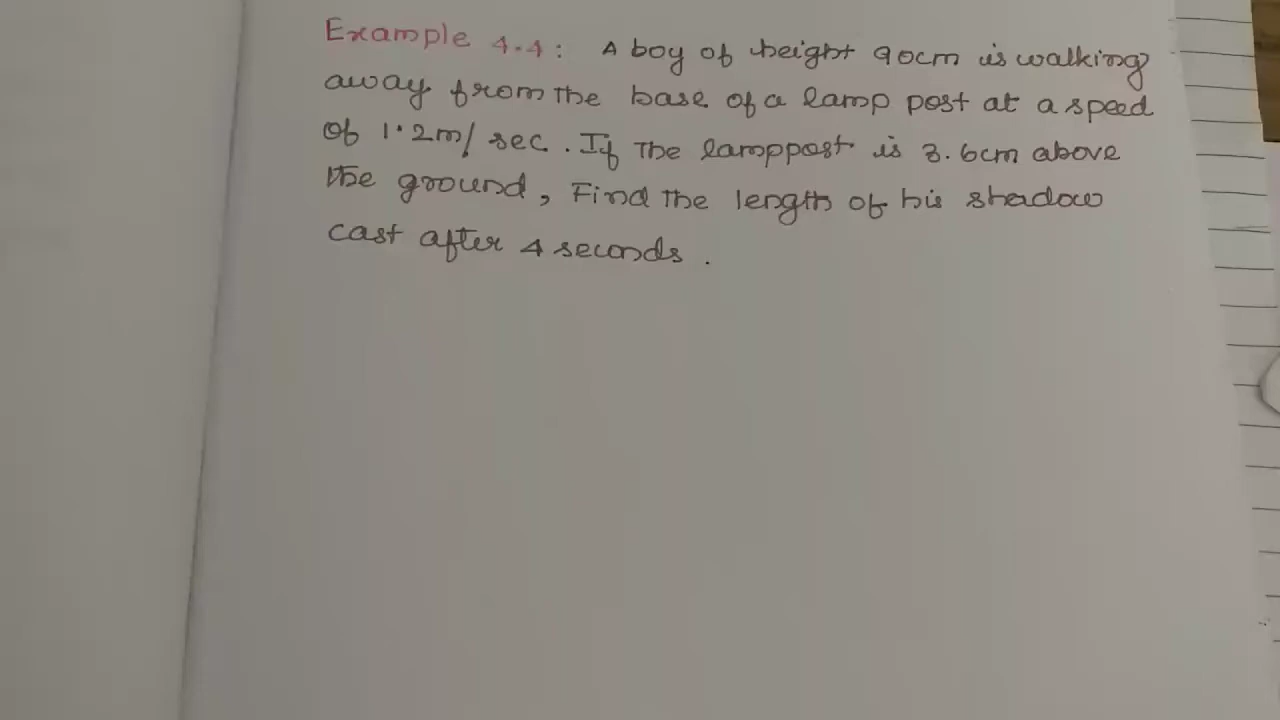 Example 4.4: A boy of height 90cm is walking
away from the base of a lamp post at a speed
of 1.2m/sec. If the lamppost is 3.6cm above
the ground, Find the length of his shadow
cast after 4 seconds.